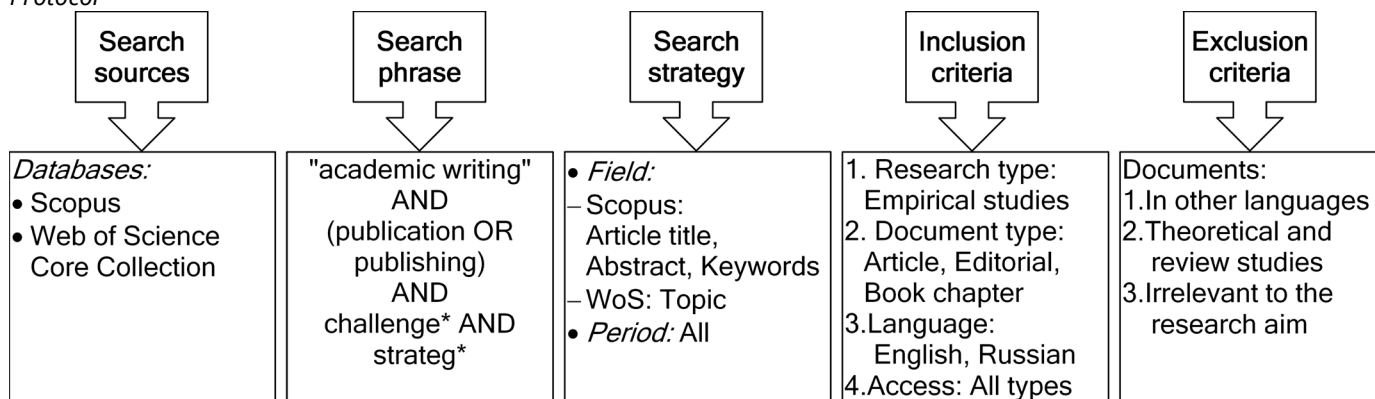 Protocol
Search
sources
Databases:
• Scopus
• Web of Science
Core Collection
Search
phrase
"academic writing"
AND
(publication OR
publishing)
AND
challenge* AND
strateg*
Search
strategy
• Field:
– Scopus:
Article title,
Abstract, Keywords
– WoS: Topic
• Period: All
Inclusion
criteria
1. Research type:
Empirical studies
2. Document type:
Article, Editorial,
Book chapter
3.Language:
English, Russian
4.Access: All types
Exclusion
criteria
Documents:
1.In other languages
2.Theoretical and
review studies
3.Irrelevant to the
research aim